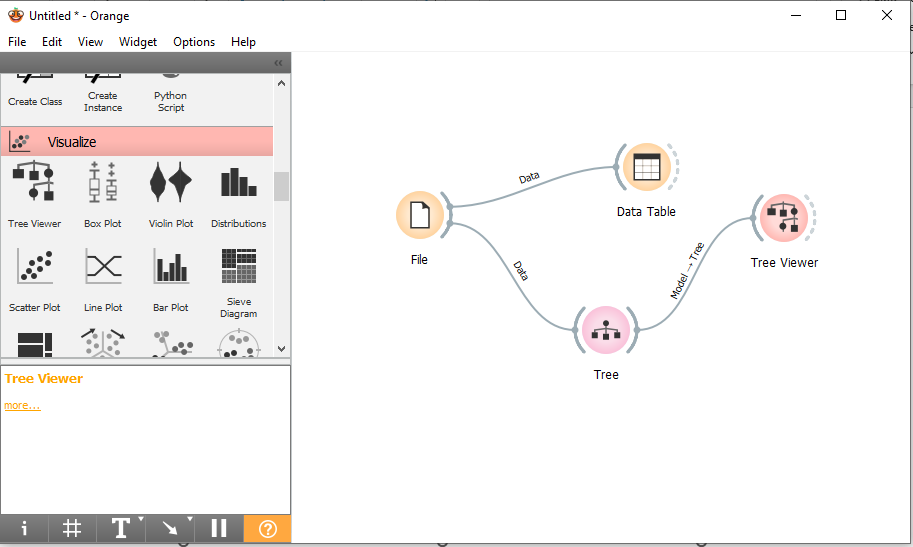 Untitled * - Orange
File Edit View Widget Options Help
Create Class
Create
Instance
Python
Script
Visualize
Tree Viewer
Box Plot
Violin Plot
Distributions
Scatter Plot
Line Plot
Bar Plot
Sieve
Diagram
Tree Viewer
more...
i
T
?
File
Data
Data Table
Data
Tree
Model → Tree
Tree Viewer